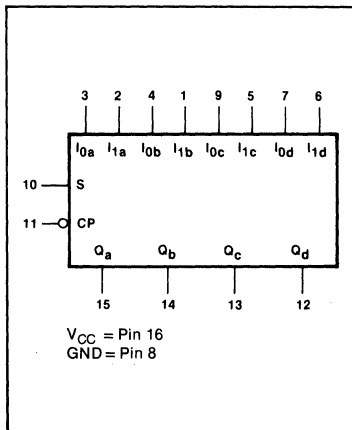 3 2 4 1 9 5 7 6
I0a I1a I0b I1b I0c I1c I0d I1d
10 S
11 CP
Qa Qb Qc Qd
15 14 13 12
VCC = Pin 16
GND = Pin 8